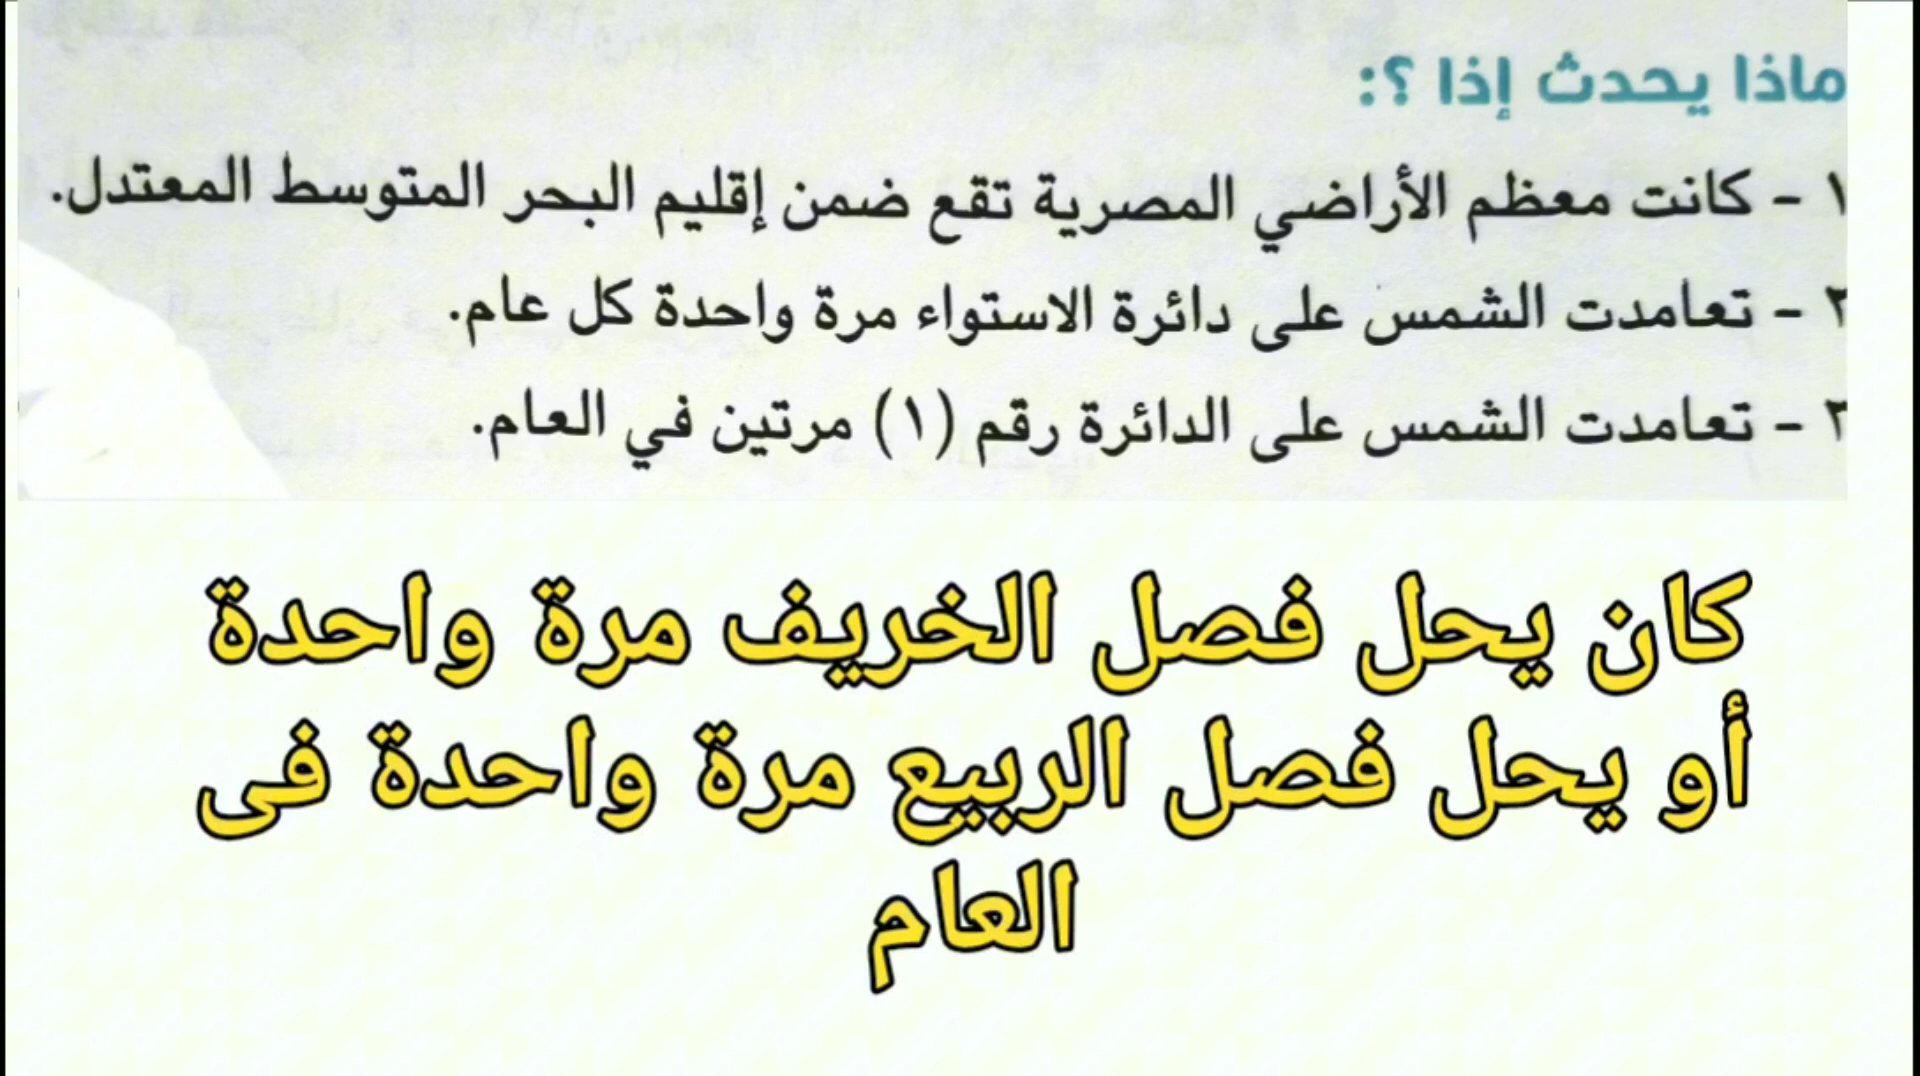 ماذا يحدث إذا ؟:
١ - كانت معظم الأراضي المصرية تقع ضمن إقليم البحر المتوسط المعتدل.
٢ - تعامدت الشمس على دائرة الاستواء مرة واحدة كل عام.
٣ - تعامدت الشمس على الدائرة رقم (١) مرتين في العام.
كان يحل فصل الخريف مرة واحدة
أو يحل فصل الربيع مرة واحدة فى
العام